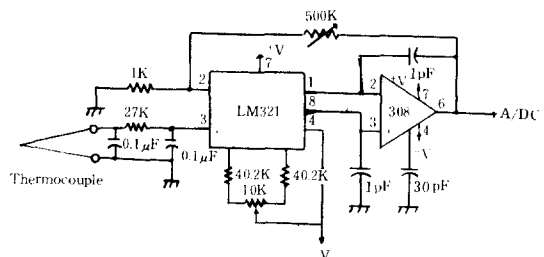 500K
+V
7
1K
2
1
1pF
2
+V
7
6
A/DC
LM321
8
308
27K
3
4
3
4
-V
0.1μF
0.1μF
40.2K
10K
40.2K
1pF
30pF
Thermocouple
V